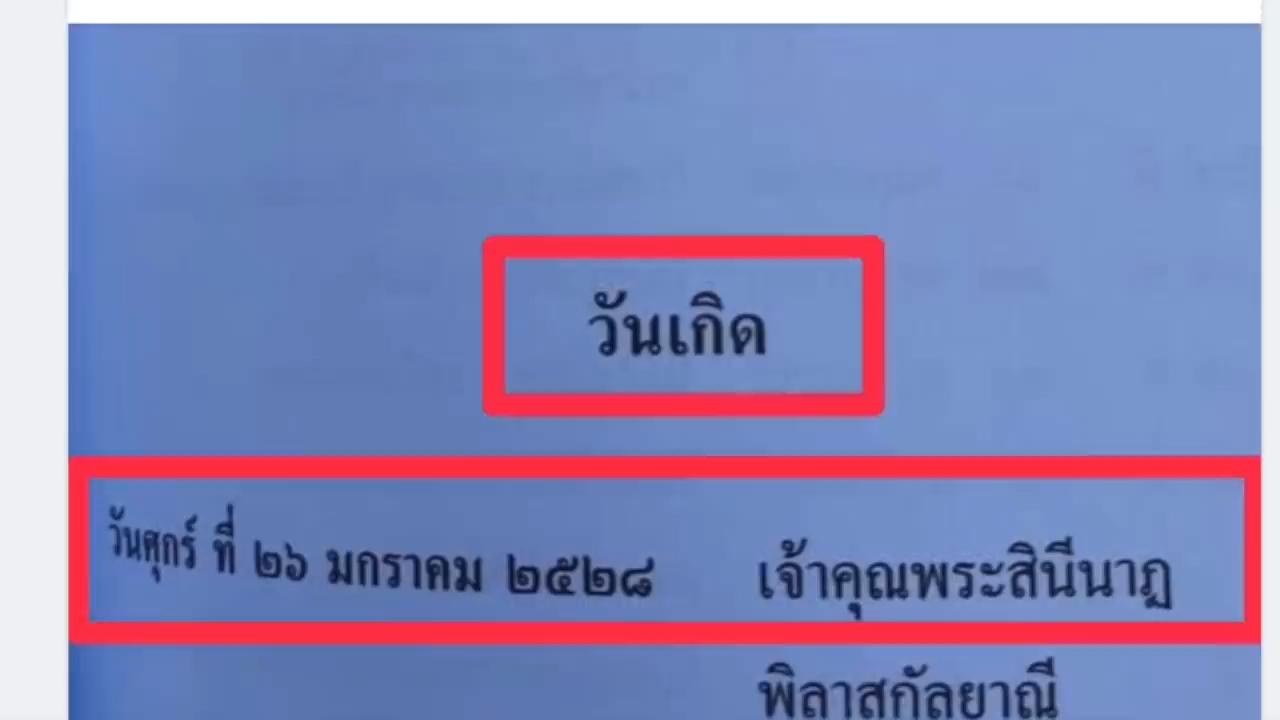 วันเกิด
วันศุกร์ ที่ ๒๖ มกราคม ๒๕๒๘ เจ้าคุณพระสินีนาฏ
พิลาสกัลยาณี